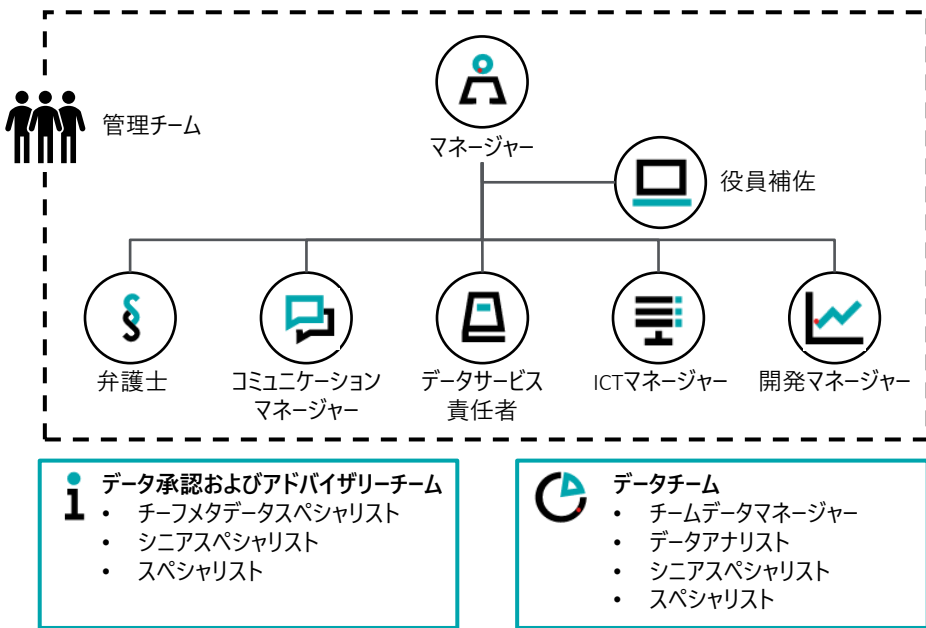 管理チーム
マネージャー
役員補佐
弁護士
コミュニケーション
マネージャー
データサービス
責任者
ICTマネージャー
開発マネージャー
データ承認およびアドバイザリーチーム
• チーフメタデータスペシャリスト
• シニアスペシャリスト
• スペシャリスト
データチーム
• チームデータマネージャー
• データアナリスト
• シニアスペシャリスト
• スペシャリスト